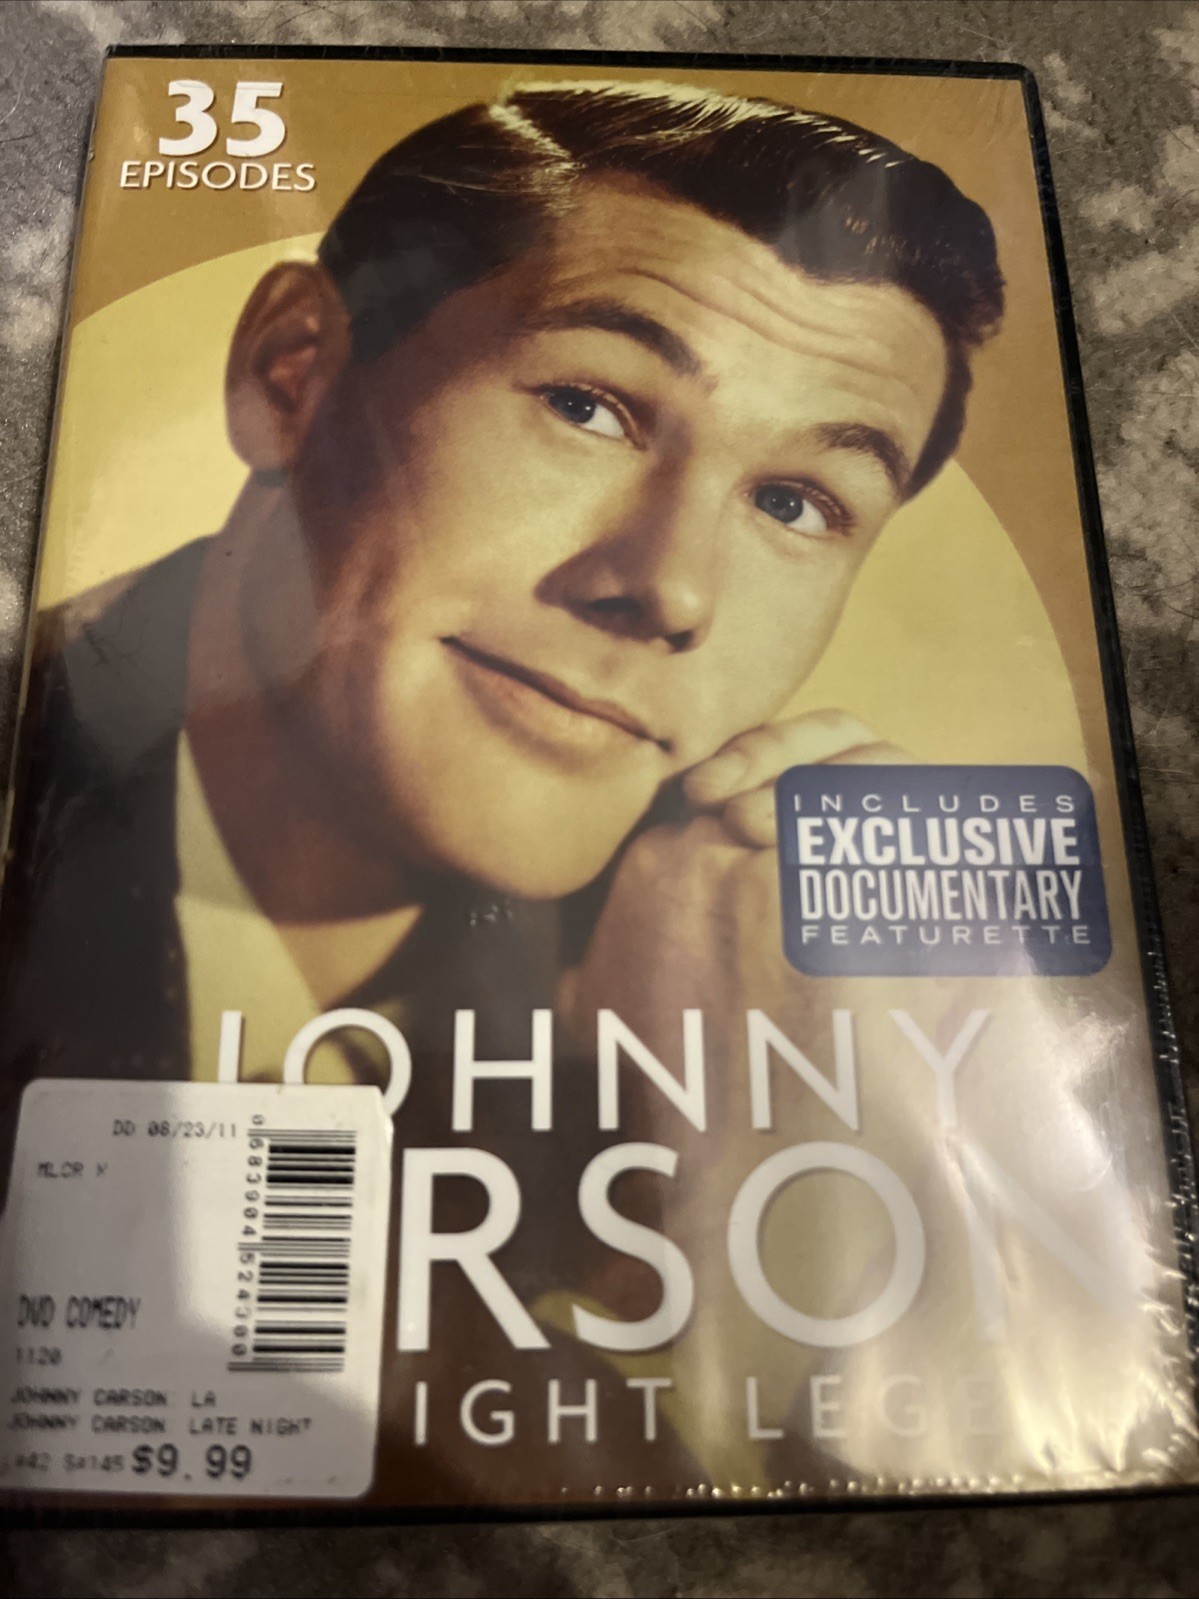 35
EPISODES
INCLUDES
EXCLUSIVE
DOCUMENTARY
FEATURETTE
JOHNNY
RSON
IGHT LEGE
DD 08/23/11
MLCR
DVD COMEDY
1120
JOHNNY CARSON: LA
JOHNNY CARSON: LATE NIGHT
$9.99